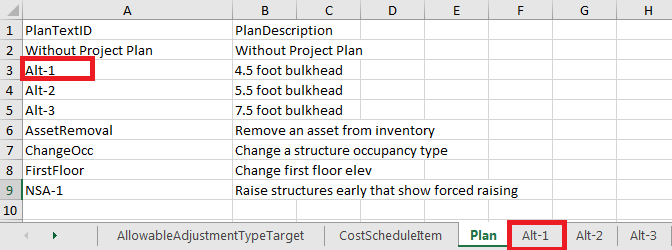 A B C D E F G H
1 PlanTextID PlanDescription
2 Without Project Plan Without Project Plan
3 Alt-1 4.5 foot bulkhead
4 Alt-2 5.5 foot bulkhead
5 Alt-3 7.5 foot bulkhead
6 AssetRemoval Remove an asset from inventory
7 ChangeOcc Change a structure occupancy type
8 FirstFloor Change first floor elev
9 NSA-1 Raise structures early that show forced raising
10
AllowableAdjustmentTypeTarget CostScheduleItem Plan Alt-1 Alt-2 Alt-3